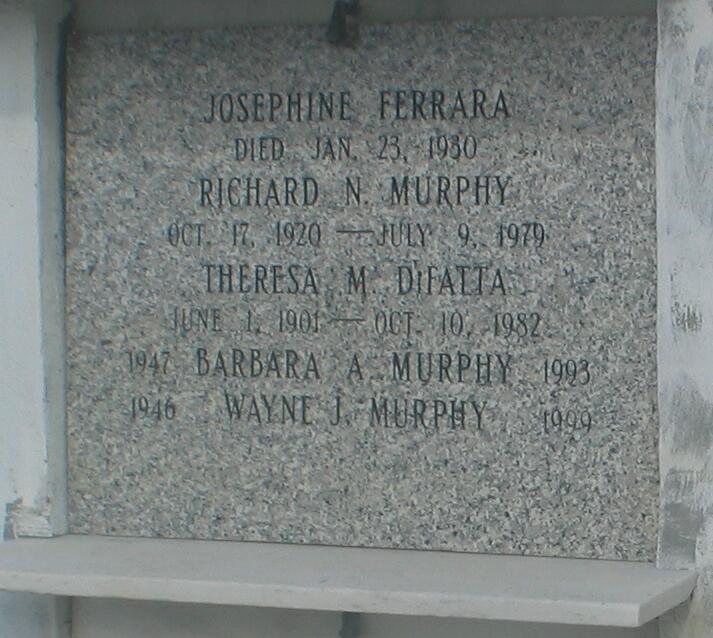 JOSEPHINE FERRARA
DIED JAN. 23, 1930
RICHARD N. MURPHY
OCT. 17, 1920 — JULY 9, 1979
THERESA M. DIFATTA
JUNE 1, 1901 — OCT. 10, 1982
1947 BARBARA A. MURPHY 1993
1946 WAYNE J. MURPHY 1999